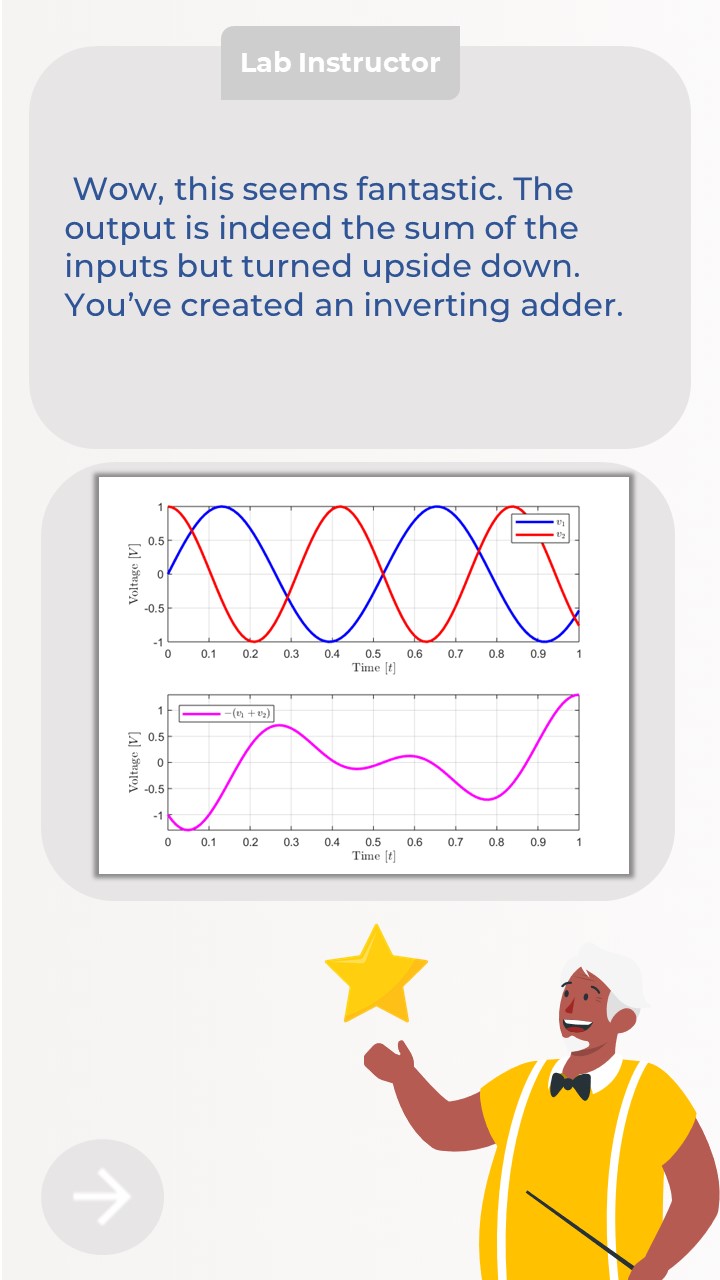 Lab Instructor
Wow, this seems fantastic. The
output is indeed the sum of the
inputs but turned upside down.
You’ve created an inverting adder.
1
0.5
0
-0.5
-1
Voltage [V]
v₁
v₂
0 0.1 0.2 0.3 0.4 0.5 0.6 0.7 0.8 0.9 1
Time [t]
1
0.5
0
-0.5
-1
Voltage [V]
−(v₁ + v₂)
0 0.1 0.2 0.3 0.4 0.5 0.6 0.7 0.8 0.9 1
Time [t]